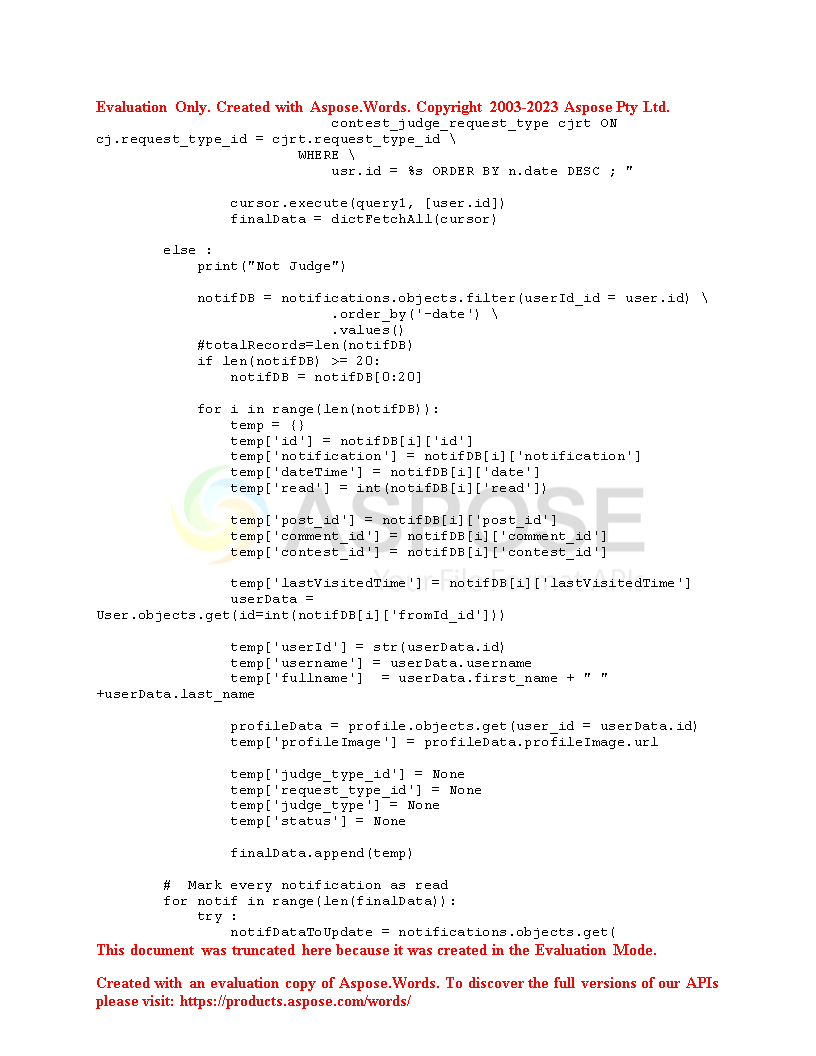 Evaluation Only. Created with Aspose.Words. Copyright 2003-2023 Aspose Pty Ltd.
contest_judge_request_type cjrt ON
cj.request_type_id = cjrt.request_type_id \
WHERE \
usr.id = %s ORDER BY n.date DESC ; "
cursor.execute(query1, [user.id])
finalData = dictFetchAll(cursor)
else :
print("Not Judge")
notifDB = notifications.objects.filter(userId_id = user.id) \
.order_by('-date') \
.values()
#totalRecords=len(notifDB)
if len(notifDB) >= 20:
notifDB = notifDB[0:20]
for i in range(len(notifDB)):
temp = {}
temp['id'] = notifDB[i]['id']
temp['notification'] = notifDB[i]['notification']
temp['dateTime'] = notifDB[i]['date']
temp['read'] = int(notifDB[i]['read'])
ASPOSE
temp['post_id'] = notifDB[i]['post_id']
temp['comment_id'] = notifDB[i]['comment_id']
temp['contest_id'] = notifDB[i]['contest_id']
Your File Format APIs
temp['lastVisitedTime'] = notifDB[i]['lastVisitedTime']
userData =
User.objects.get(id=int(notifDB[i]['fromId_id']))
temp['userId'] = str(userData.id)
temp['username'] = userData.username
temp['fullname']  = userData.first_name + " "
+userData.last_name
profileData = profile.objects.get(user_id = userData.id)
temp['profileImage'] = profileData.profileImage.url
temp['judge_type_id'] = None
temp['request_type_id'] = None
temp['judge_type'] = None
temp['status'] = None
finalData.append(temp)
#  Mark every notification as read
for notif in range(len(finalData)):
try :
notifDataToUpdate = notifications.objects.get(
This document was truncated here because it was created in the Evaluation Mode.
Created with an evaluation copy of Aspose.Words. To discover the full versions of our APIs
please visit: https://products.aspose.com/words/